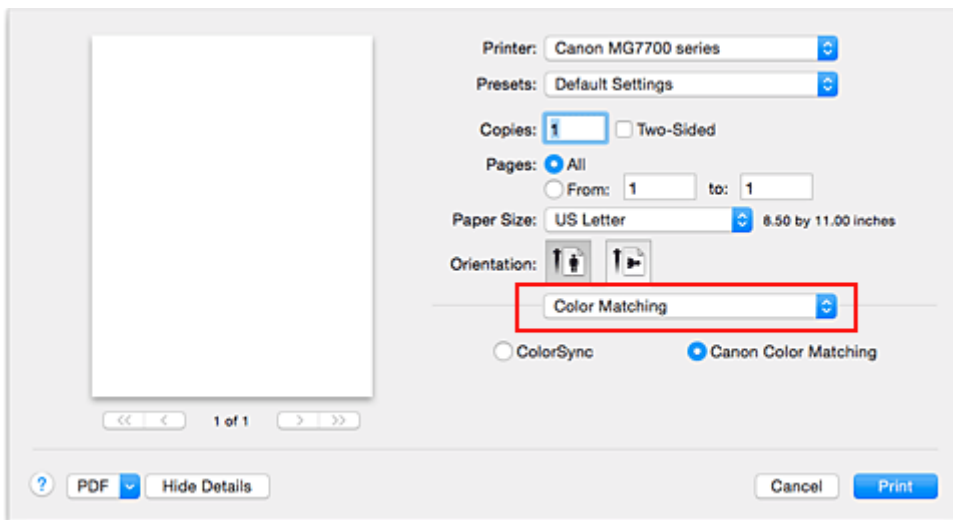 Printer: Canon MG7700 series
Presets: Default Settings
Copies: 1 Two-Sided
Pages: All
From: 1 to: 1
Paper Size: US Letter 8.50 by 11.00 inches
Orientation:
Color Matching
ColorSync Canon Color Matching
<< < 1 of 1 > >>
? PDF Hide Details Cancel Print